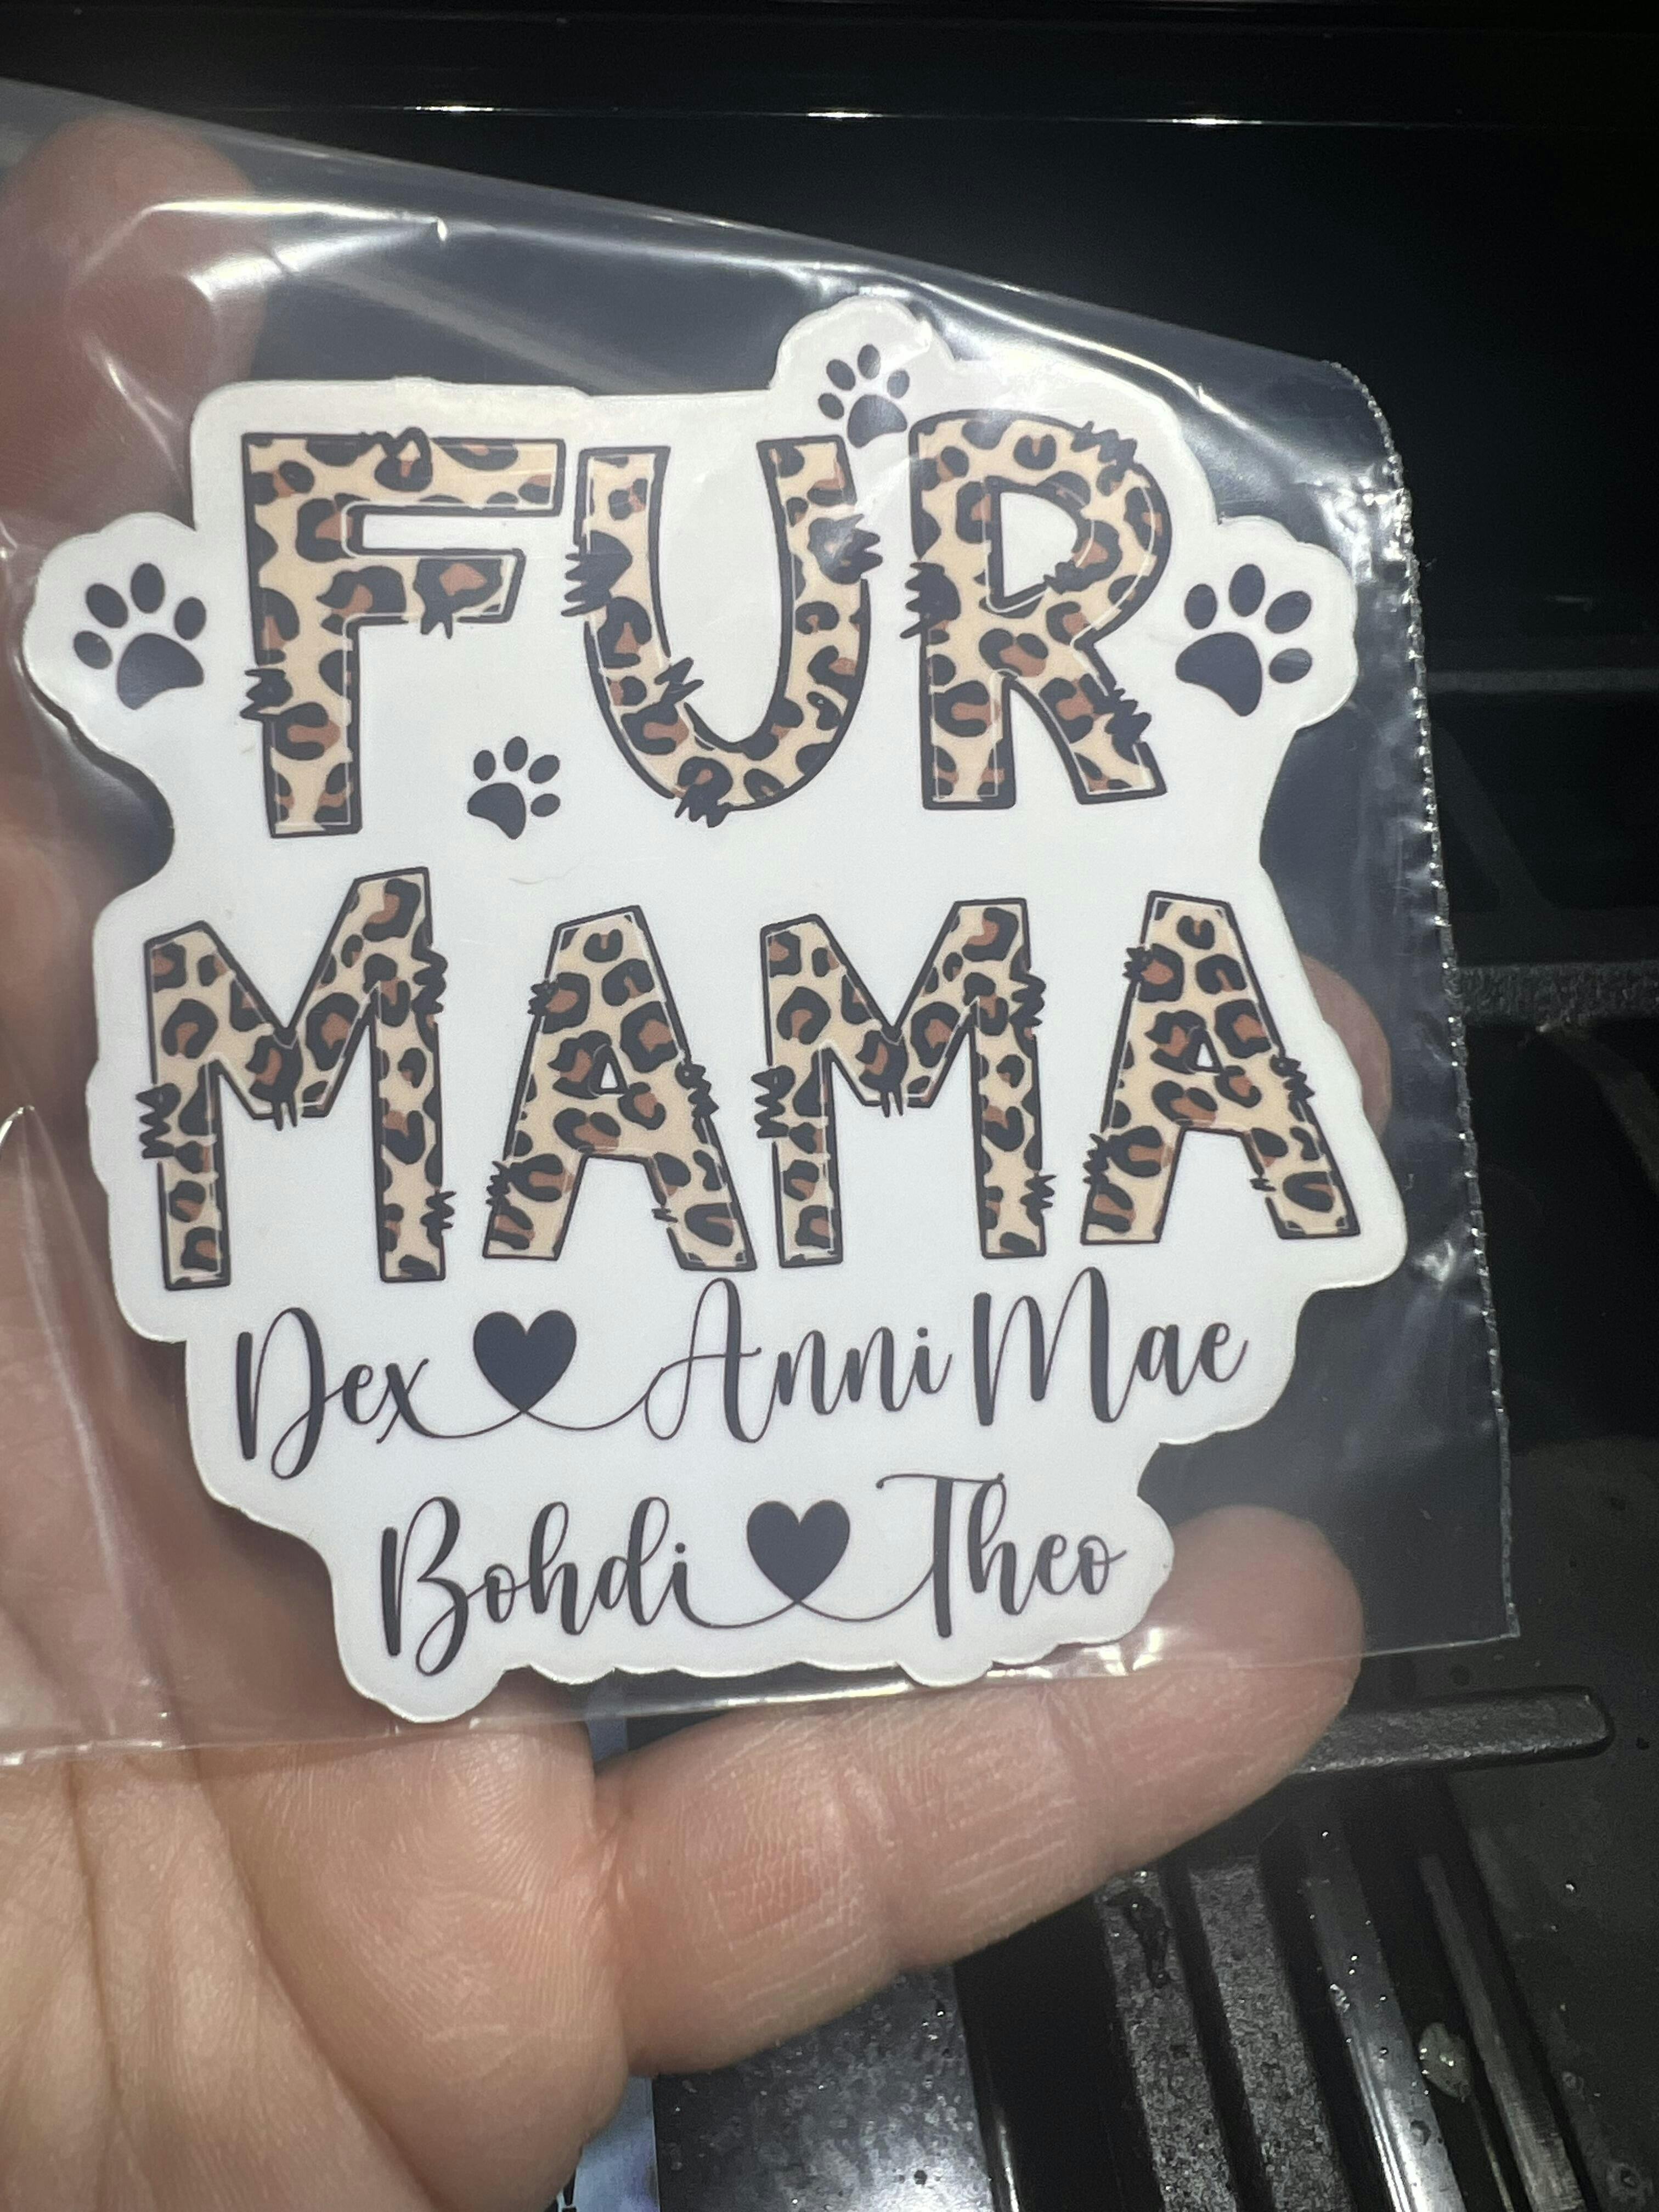 FUR
MAMA
Dex Anni Mae
Bohdi Theo